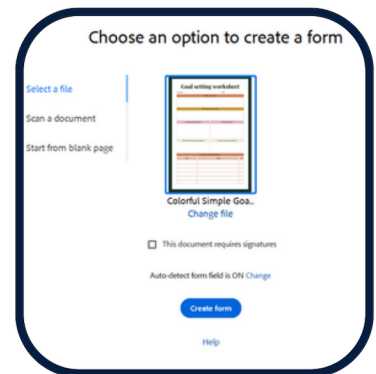 Choose an option to create a form
Select a file
Scan a document
Start from blank page
Goal setting worksheet
Colorful Simple Goa..
Change file
This document requires signatures
Auto-detect form field is ON Change
Create form
Help